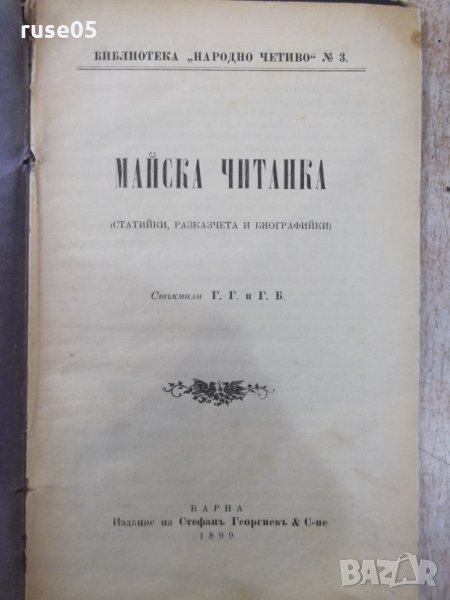 ruse05
БИБЛИОТЕКА „НАРОДНО ЧЕТИВО“ № 3.
МАЙСКА ЧИТАНКА
(СТАТИЙКИ, РАЗКАЗЧЕТА И БИОГРАФИЙКИ)
Стъкмили Г. Г. и Г. Б.
ВАРНА
Издание на Стефанъ Георгиевъ & С-ие
1899
BAZAR